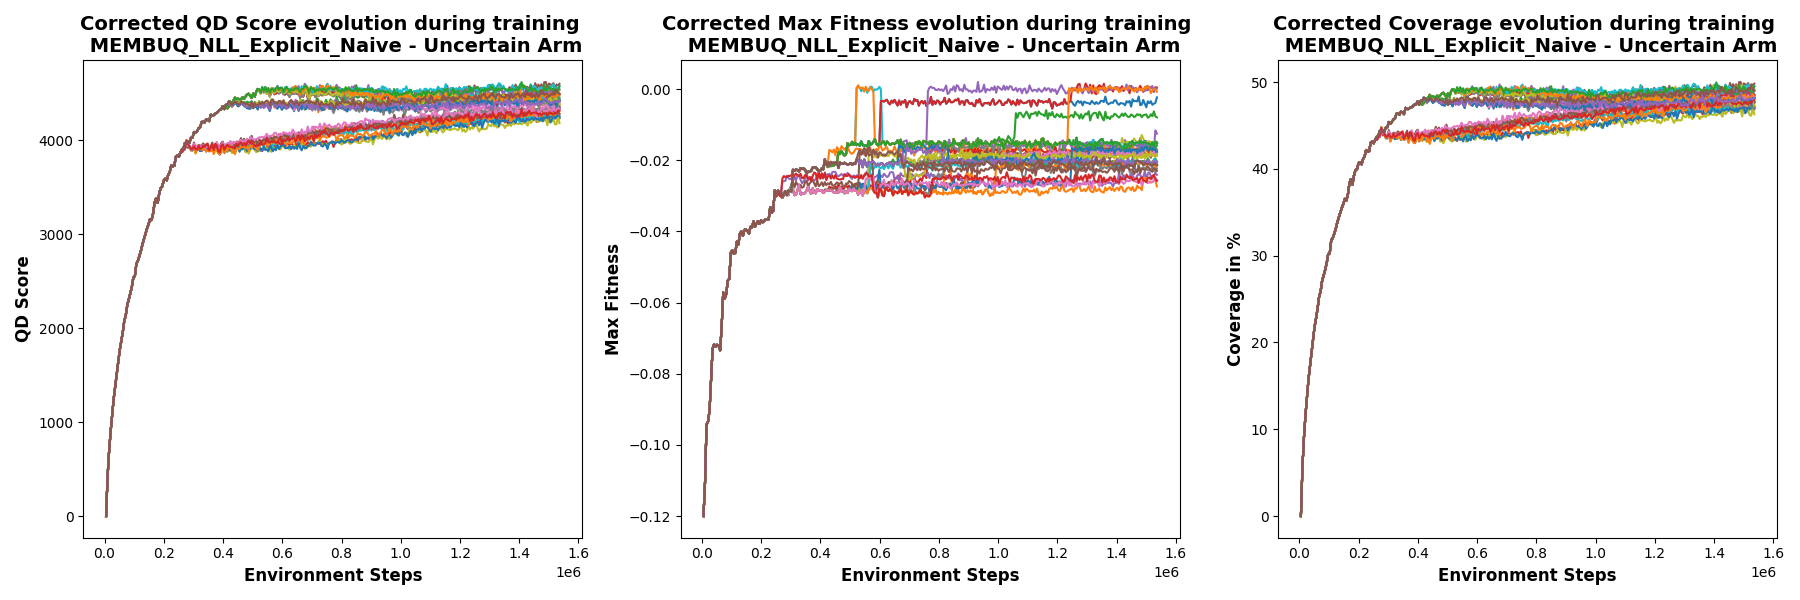 Corrected QD Score evolution during training
MEMBUQ_NLL_Explicit_Naive - Uncertain Arm
QD Score
4000
3000
2000
1000
0
0.0 0.2 0.4 0.6 0.8 1.0 1.2 1.4 1.6
1e6
Environment Steps
Corrected Max Fitness evolution during training
MEMBUQ_NLL_Explicit_Naive - Uncertain Arm
Max Fitness
0.00
−0.02
−0.04
−0.06
−0.08
−0.10
−0.12
0.0 0.2 0.4 0.6 0.8 1.0 1.2 1.4 1.6
1e6
Environment Steps
Corrected Coverage evolution during training
MEMBUQ_NLL_Explicit_Naive - Uncertain Arm
Coverage in %
50
40
30
20
10
0
0.0 0.2 0.4 0.6 0.8 1.0 1.2 1.4 1.6
1e6
Environment Steps